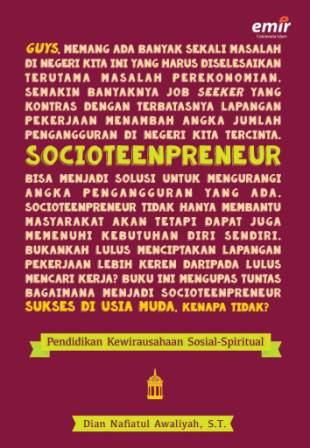 emir
Cakrawala Islam
GUYS, MEMANG ADA BANYAK SEKALI MASALAH
DI NEGERI KITA INI YANG HARUS DISELESAIKAN
TERUTAMA MASALAH PEREKONOMIAN.
SEMAKIN BANYAKNYA JOB SEEKER YANG
KONTRAS DENGAN TERBATASNYA LAPANGAN
PEKERJAAN MENAMBAH ANGKA JUMLAH
PENGANGGURAN DI NEGERI KITA TERCINTA.
SOCIOTEENPRENEUR
BISA MENJADI SOLUSI UNTUK MENGURANGI
ANGKA PENGANGGURAN YANG ADA.
SOCIOTEENPRENEUR TIDAK HANYA MEMBANTU
MASYARAKAT AKAN TETAPI DAPAT JUGA
MEMENUHI KEBUTUHAN DIRI SENDIRI.
BUKANKAH LULUS MENCIPTAKAN LAPANGAN
PEKERJAAN LEBIH KEREN DARIPADA LULUS
MENCARI KERJA? BUKU INI MENGUPAS TUNTAS
BAGAIMANA MENJADI SOCIOTEENPRENEUR
SUKSES DI USIA MUDA. KENAPA TIDAK?
Pendidikan Kewirausahaan Sosial-Spiritual
Dian Nafiatul Awaliyah, S.T.